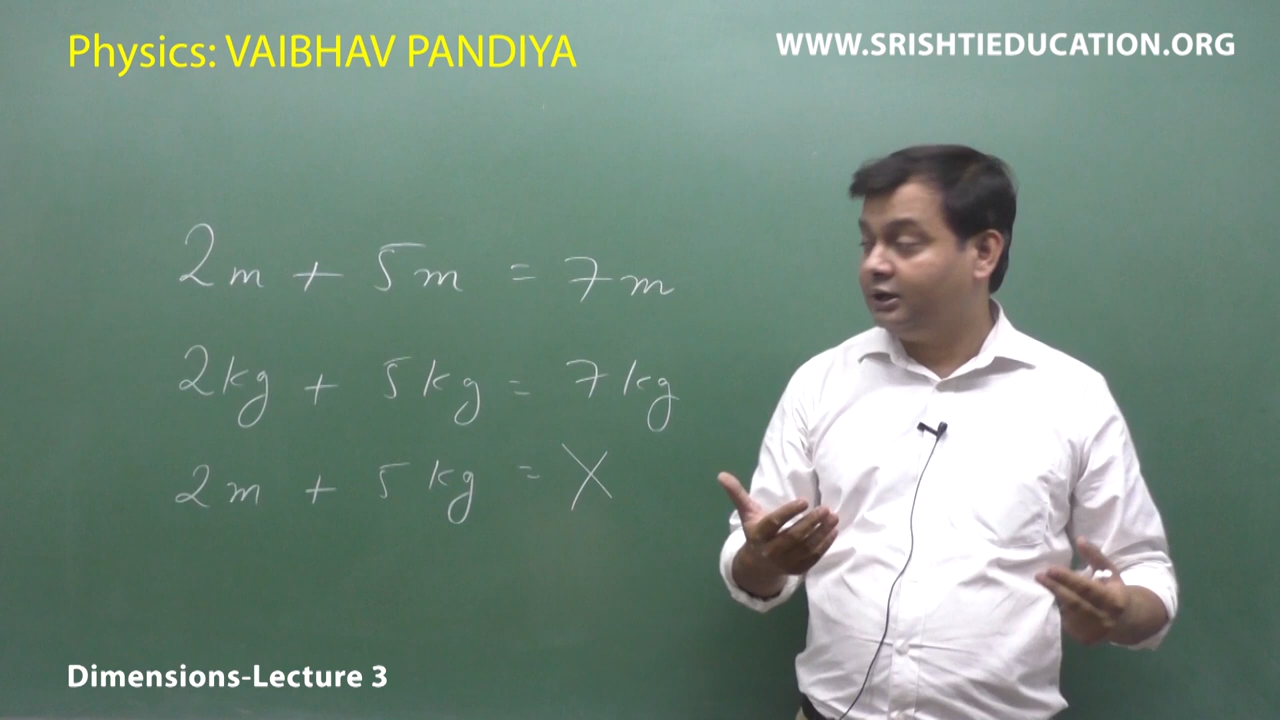 Physics: VAIBHAV PANDIYA
WWW.SRISHTIEDUCATION.ORG
2m + 5m = 7m
2kg + 5kg = 7kg
2m + 5kg = X
Dimensions-Lecture 3